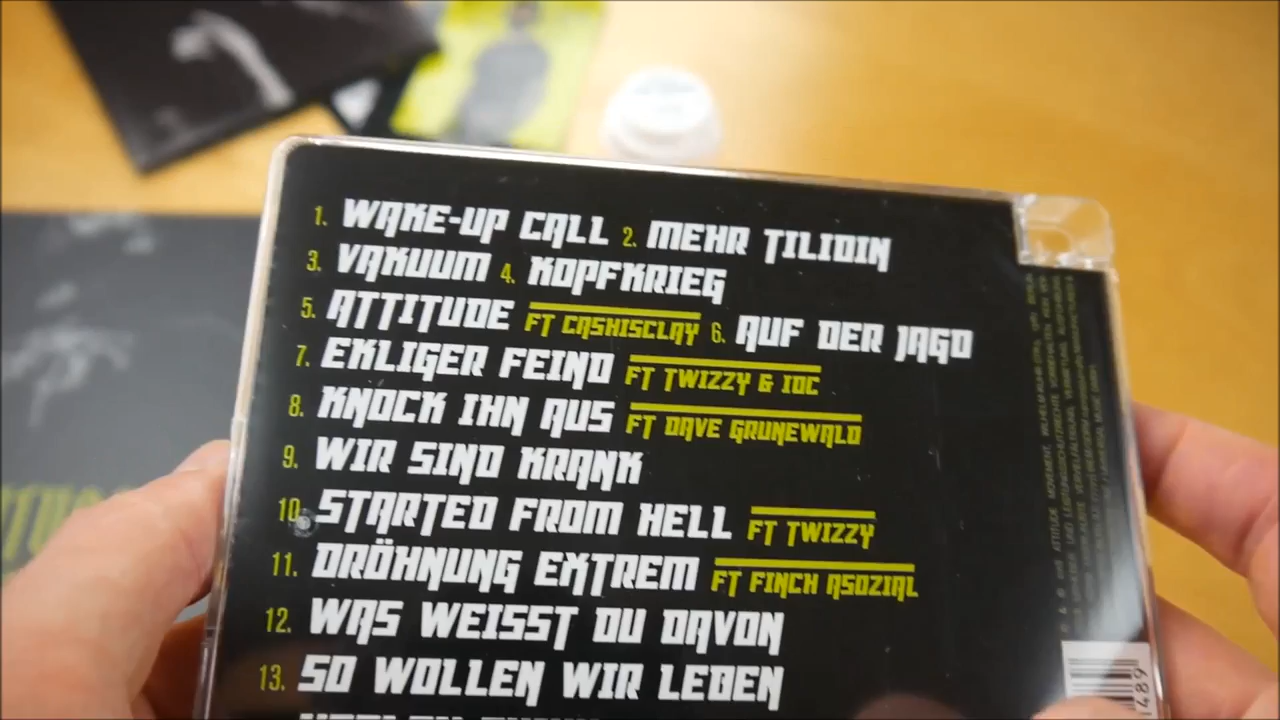 1. WAKE-UP CALL 2. MEHR TILIDIN
3. VAKUUM 4. KOPFKRIEG
5. ATTITUDE FT CASHISCLAY 6. AUF DER JAGD
7. EKLIGER FEIND FT TWIZZY & IDC
8. KNOCK IHN AUS FT DAVE GRUNEWALD
9. WIR SIND KRANK
10. STARTED FROM HELL FT TWIZZY
11. DRÖHNUNG EXTREM FT FINCH ASOZIAL
12. WAS WEISST DU DAVON
13. SO WOLLEN WIR LEBEN